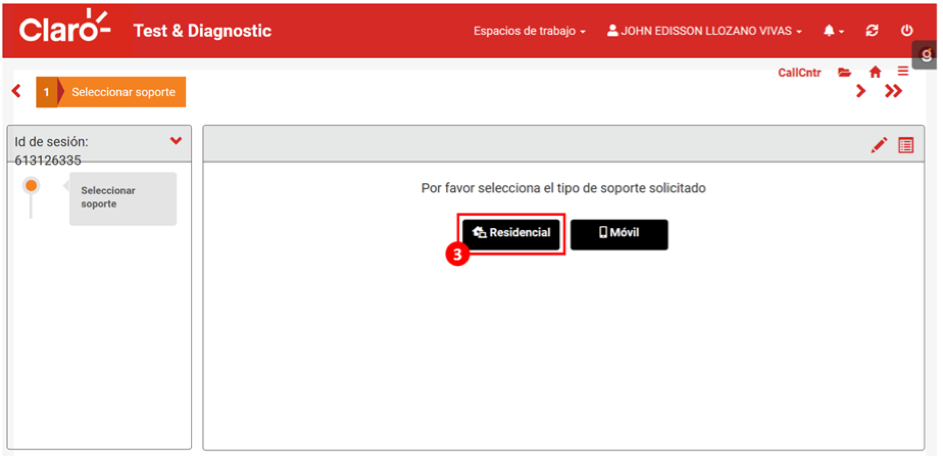 Claro-
Test & Diagnostic
Espacios de trabajo
JOHN EDISSON LLOZANO VIVAS
g
CallCntr
1
Seleccionar soporte
Id de sesión:
613126335
Seleccionar
soporte
Por favor selecciona el tipo de soporte solicitado
Residencial
Móvil
3